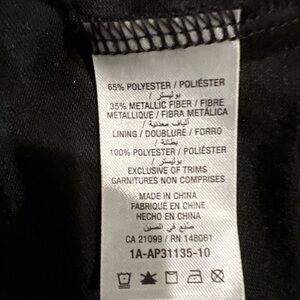 65% POLYESTER / POLIÉSTER
/ بوليستر
35% METALLIC FIBER / FIBRE
MÉTALLIQUE / FIBRA METÁLICA
/ ألياف معدنية
LINING / DOUBLURE / FORRO
/ بطانة
100% POLYESTER / POLIÉSTER
/ بوليستر
EXCLUSIVE OF TRIMS
GARNITURES NON COMPRISES
MADE IN CHINA
FABRIQUÉ EN CHINE
HECHO EN CHINA
صنع في الصين
CA 21099 / RN 148061
1A-AP31135-10